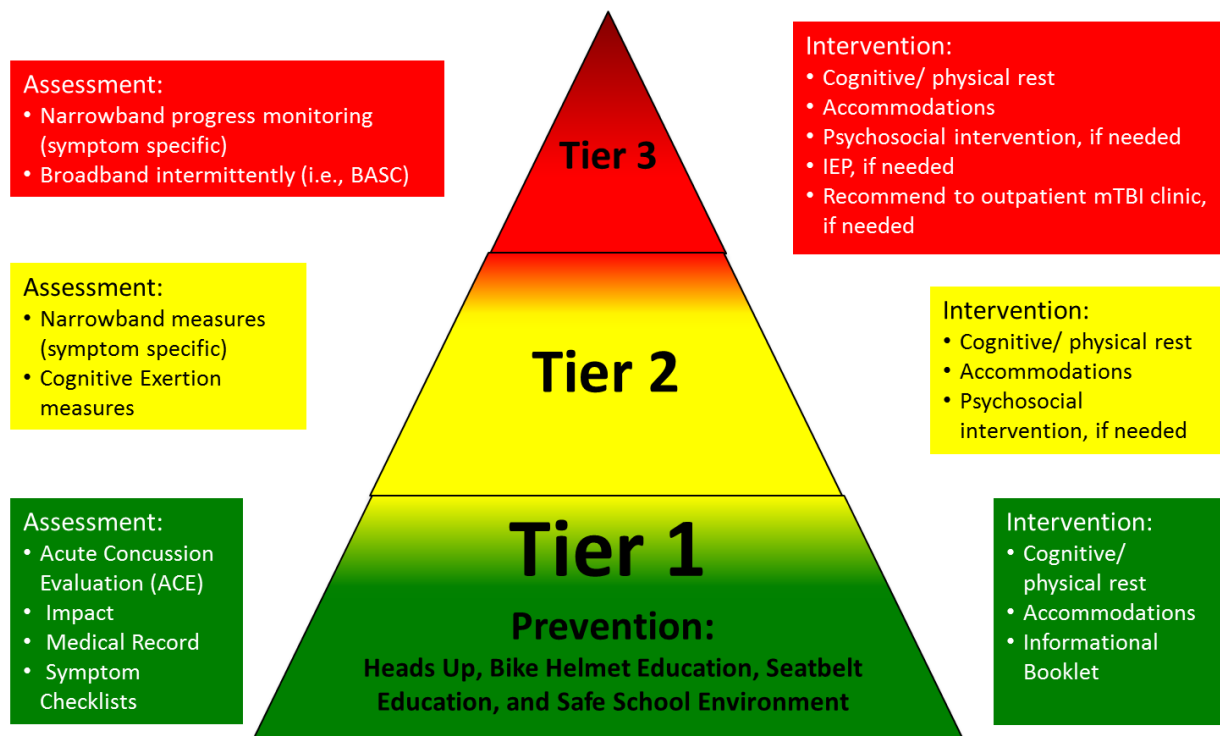 Assessment:
• Narrowband progress monitoring
(symptom specific)
• Broadband intermittently (i.e., BASC)
Tier 3
Intervention:
• Cognitive/ physical rest
• Accommodations
• Psychosocial intervention, if needed
• IEP, if needed
• Recommend to outpatient mTBI clinic,
if needed
Assessment:
• Narrowband measures
(symptom specific)
• Cognitive Exertion
measures
Tier 2
Intervention:
• Cognitive/ physical rest
• Accommodations
• Psychosocial
intervention, if needed
Assessment:
• Acute Concussion
Evaluation (ACE)
• Impact
• Medical Record
• Symptom
Checklists
Tier 1
Prevention:
Heads Up, Bike Helmet Education, Seatbelt
Education, and Safe School Environment
Intervention:
• Cognitive/
physical rest
• Accommodations
• Informational
Booklet